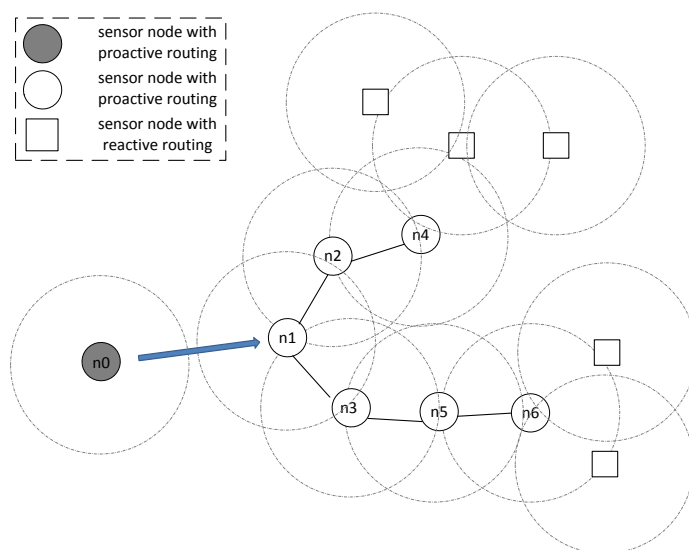 sensor node with
proactive routing
sensor node with
proactive routing
sensor node with
reactive routing
n4
n2
n1
n0
n3
n5
n6